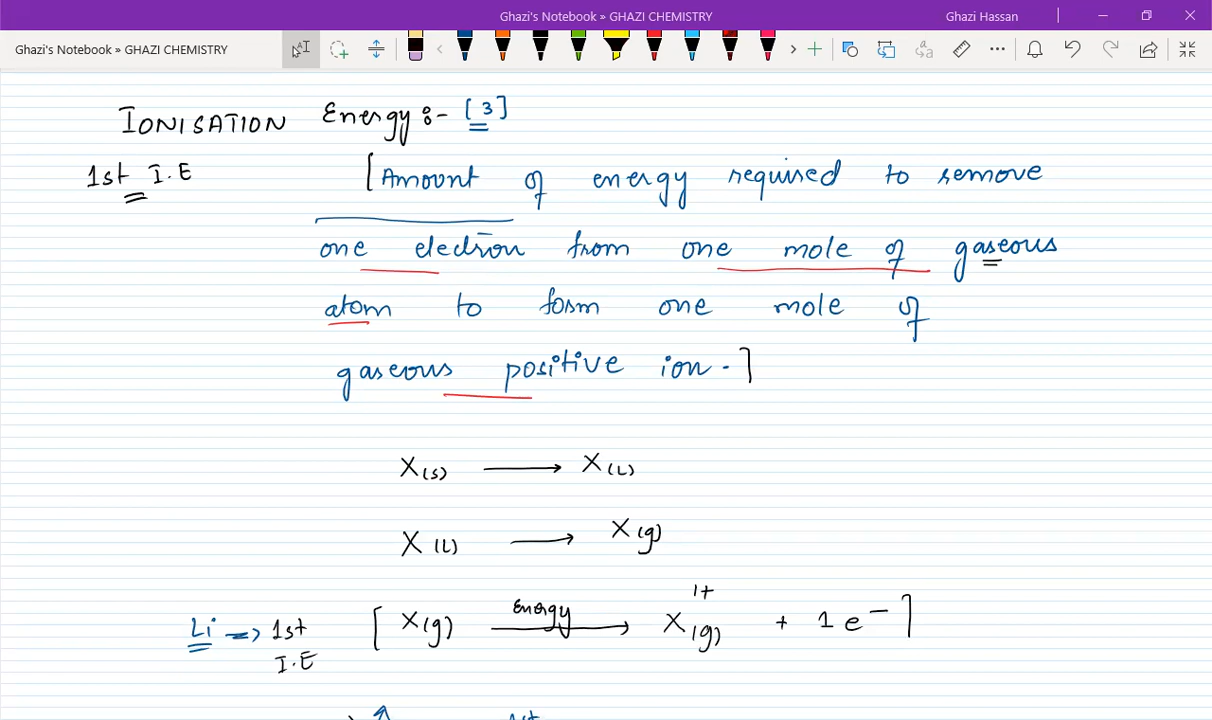 Ghazi's Notebook » GHAZI CHEMISTRY
Ghazi Hassan
Ghazi's Notebook » GHAZI CHEMISTRY
IONISATION Energy :- [3]
1st I.E
[Amount of energy required to remove
one electron from one mole of gaseous
atom to form one mole of
gaseous positive ion.]
X(s) ⟶ X(L)
X(l) ⟶ X(g)
Li -> 1st I.E
[X(g) Energy ⟶ X¹⁺(g) + 1e⁻]
1st